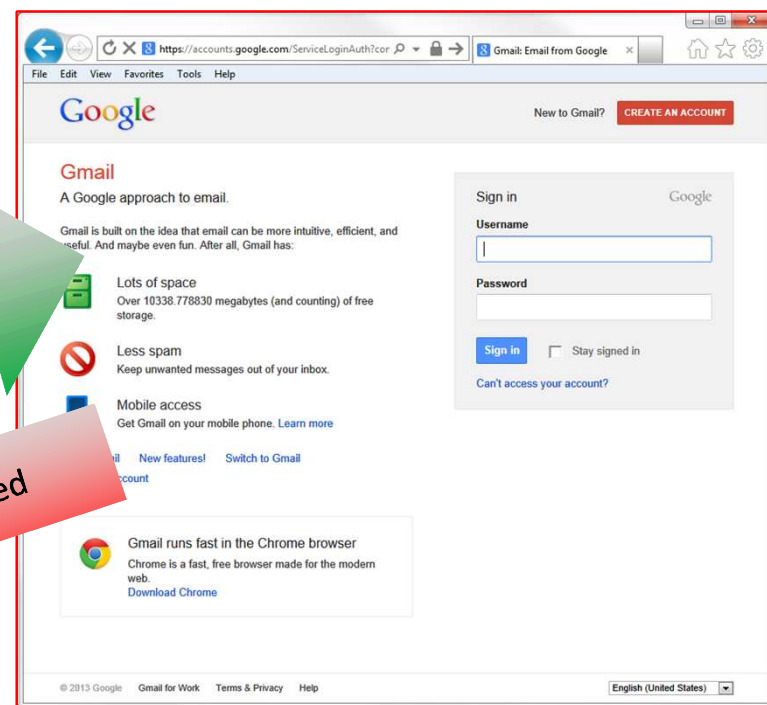 https://accounts.google.com/ServiceLoginAuth?cor
Gmail: Email from Google
File Edit View Favorites Tools Help
Google
New to Gmail? CREATE AN ACCOUNT
Gmail
A Google approach to email.
Gmail is built on the idea that email can be more intuitive, efficient, and
useful. And maybe even fun. After all, Gmail has:
Lots of space
Over 10338.778830 megabytes (and counting) of free
storage.
Less spam
Keep unwanted messages out of your inbox.
Mobile access
Get Gmail on your mobile phone. Learn more
New features! Switch to Gmail
Gmail runs fast in the Chrome browser
Chrome is a fast, free browser made for the modern
web.
Download Chrome
Sign in Google
Username
Password
Sign in Stay signed in
Can't access your account?
© 2013 Google Gmail for Work Terms & Privacy Help
English (United States)